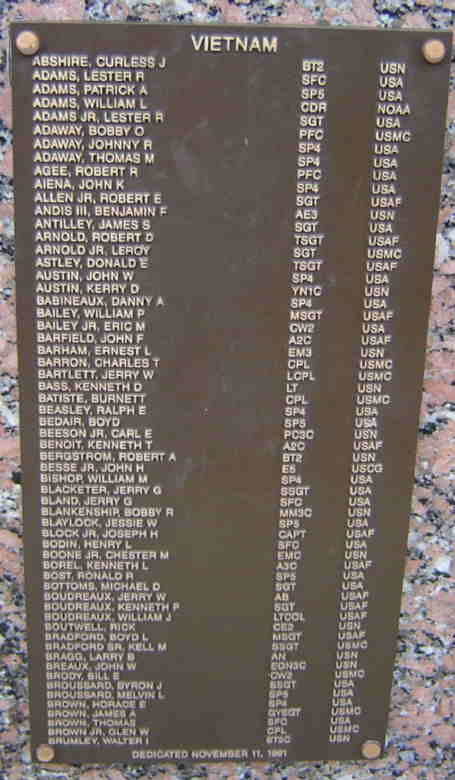 VIETNAM
ABSHIRE, CURLESS J BT2 USN
ADAMS, LESTER R SFC USA
ADAMS, PATRICK A SP5 USA
ADAMS, WILLIAM L CDR NOAA
ADAMS JR, LESTER R SGT USA
ADAWAY, BOBBY O PFC USMC
ADAWAY, JOHNNY R SP4 USA
ADAWAY, THOMAS M SP4 USA
AGEE, ROBERT R PFC USA
AIENA, JOHN K SP4 USA
ALLEN JR, ROBERT E SGT USAF
ANDIS III, BENJAMIN F AE3 USN
ANTILLEY, JAMES S SGT USA
ARNOLD, ROBERT D TSGT USAF
ARNOLD JR, LEROY SGT USMC
ASTLEY, DONALD E TSGT USAF
AUSTIN, JOHN W SP4 USA
AUSTIN, KERRY D YN1C USN
BABINEAUX, DANNY A SP4 USA
BAILEY, WILLIAM P MSGT USAF
BAILEY JR, ERIC M CW2 USA
BARFIELD, JOHN F A2C USAF
BARHAM, ERNEST L EM3 USN
BARRON, CHARLES T CPL USMC
BARTLETT, JERRY W LCPL USMC
BASS, KENNETH D LT USN
BATISTE, BURNETT CPL USMC
BEASLEY, RALPH E SP4 USA
BEDAIR, BOYD SP5 USA
BEESON JR, CARL E PC3C USN
BENOIT, KENNETH T A2C USAF
BERGSTROM, ROBERT A BT2 USN
BESSE JR, JOHN H E5 USCG
BISHOP, WILLIAM M SP4 USA
BLACKETER, JERRY G SSGT USA
BLAND, JERRY G SFC USA
BLANKENSHIP, BOBBY R MM3C USN
BLAYLOCK, JESSIE W SP5 USA
BLOCK JR, JOSEPH H CAPT USAF
BODIN, HENRY L SFC USA
BOONE JR, CHESTER M EMC USN
BOREL, KENNETH L A3C USAF
BOST, RONALD R SP5 USA
BOTTOMS, MICHAEL D SGT USA
BOUDREAUX, JERRY W AB USAF
BOUDREAUX, KENNETH P SGT USAF
BOUDREAUX, WILLIAM J LTCOL USAF
BOUTWELL, RICK CE2 USN
BRADFORD, BOYD L MSGT USAF
BRADFORD SR, KELL M SSGT USMC
BRAGG, LARRY B AN USN
BREAUX, JOHN W EON3C USN
BRODY, BILL E CW2 USMC
BROUSSARD, BYRON J SSGT USA
BROUSSARD, MELVIN L SP5 USA
BROWN, HORACE E SP4 USA
BROWN, JAMES A GYSGT USMC
BROWN, THOMAS SFC USA
BROWN JR, GLEN W CPL USMC
BRUMLEY, WALTER I USN
DEDICATED NOVEMBER 11, 1991